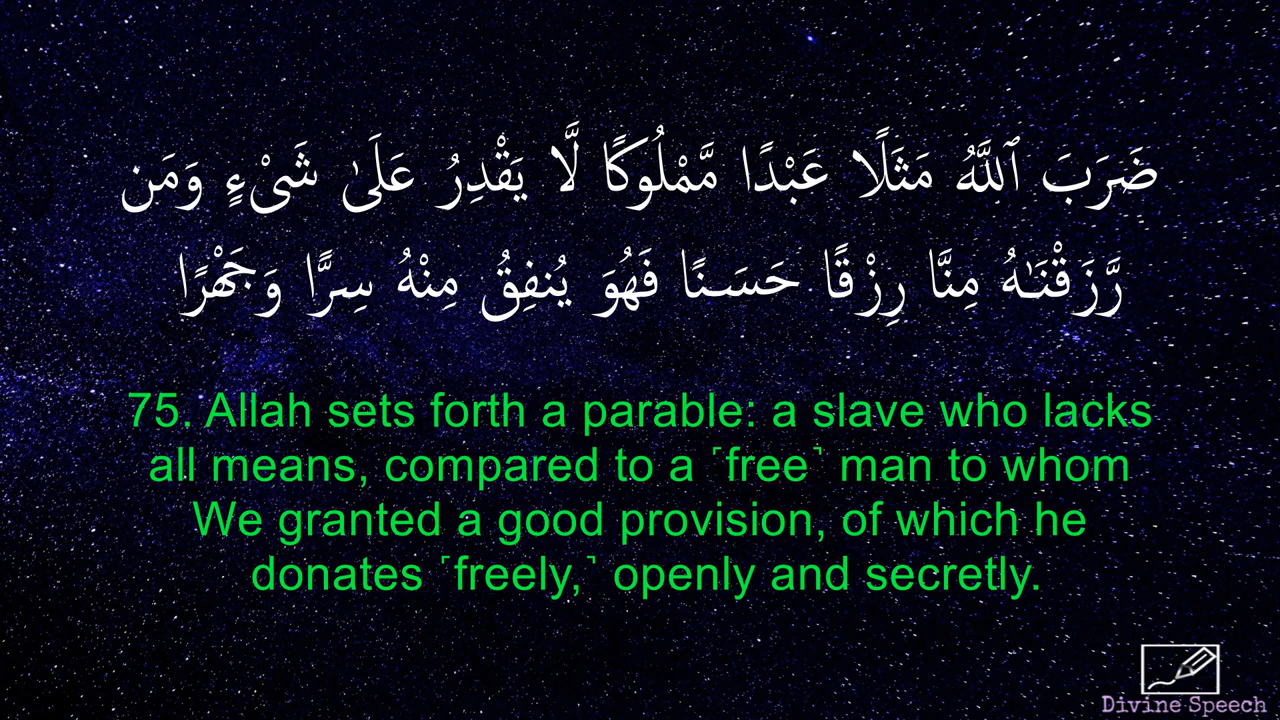 ضَرَبَ ٱللَّهُ مَثَلًا عَبْدًا مَّمْلُوكًا لَّا يَقْدِرُ عَلَىٰ شَىْءٍ وَمَن
رَّزَقْنَـٰهُ مِنَّا رِزْقًا حَسَنًا فَهُوَ يُنفِقُ مِنْهُ سِرًّا وَجَهْرًا
75. Allah sets forth a parable: a slave who lacks
all means, compared to a ˹free˺ man to whom
We granted a good provision, of which he
donates ˹freely,˺ openly and secretly.
Divine Speech